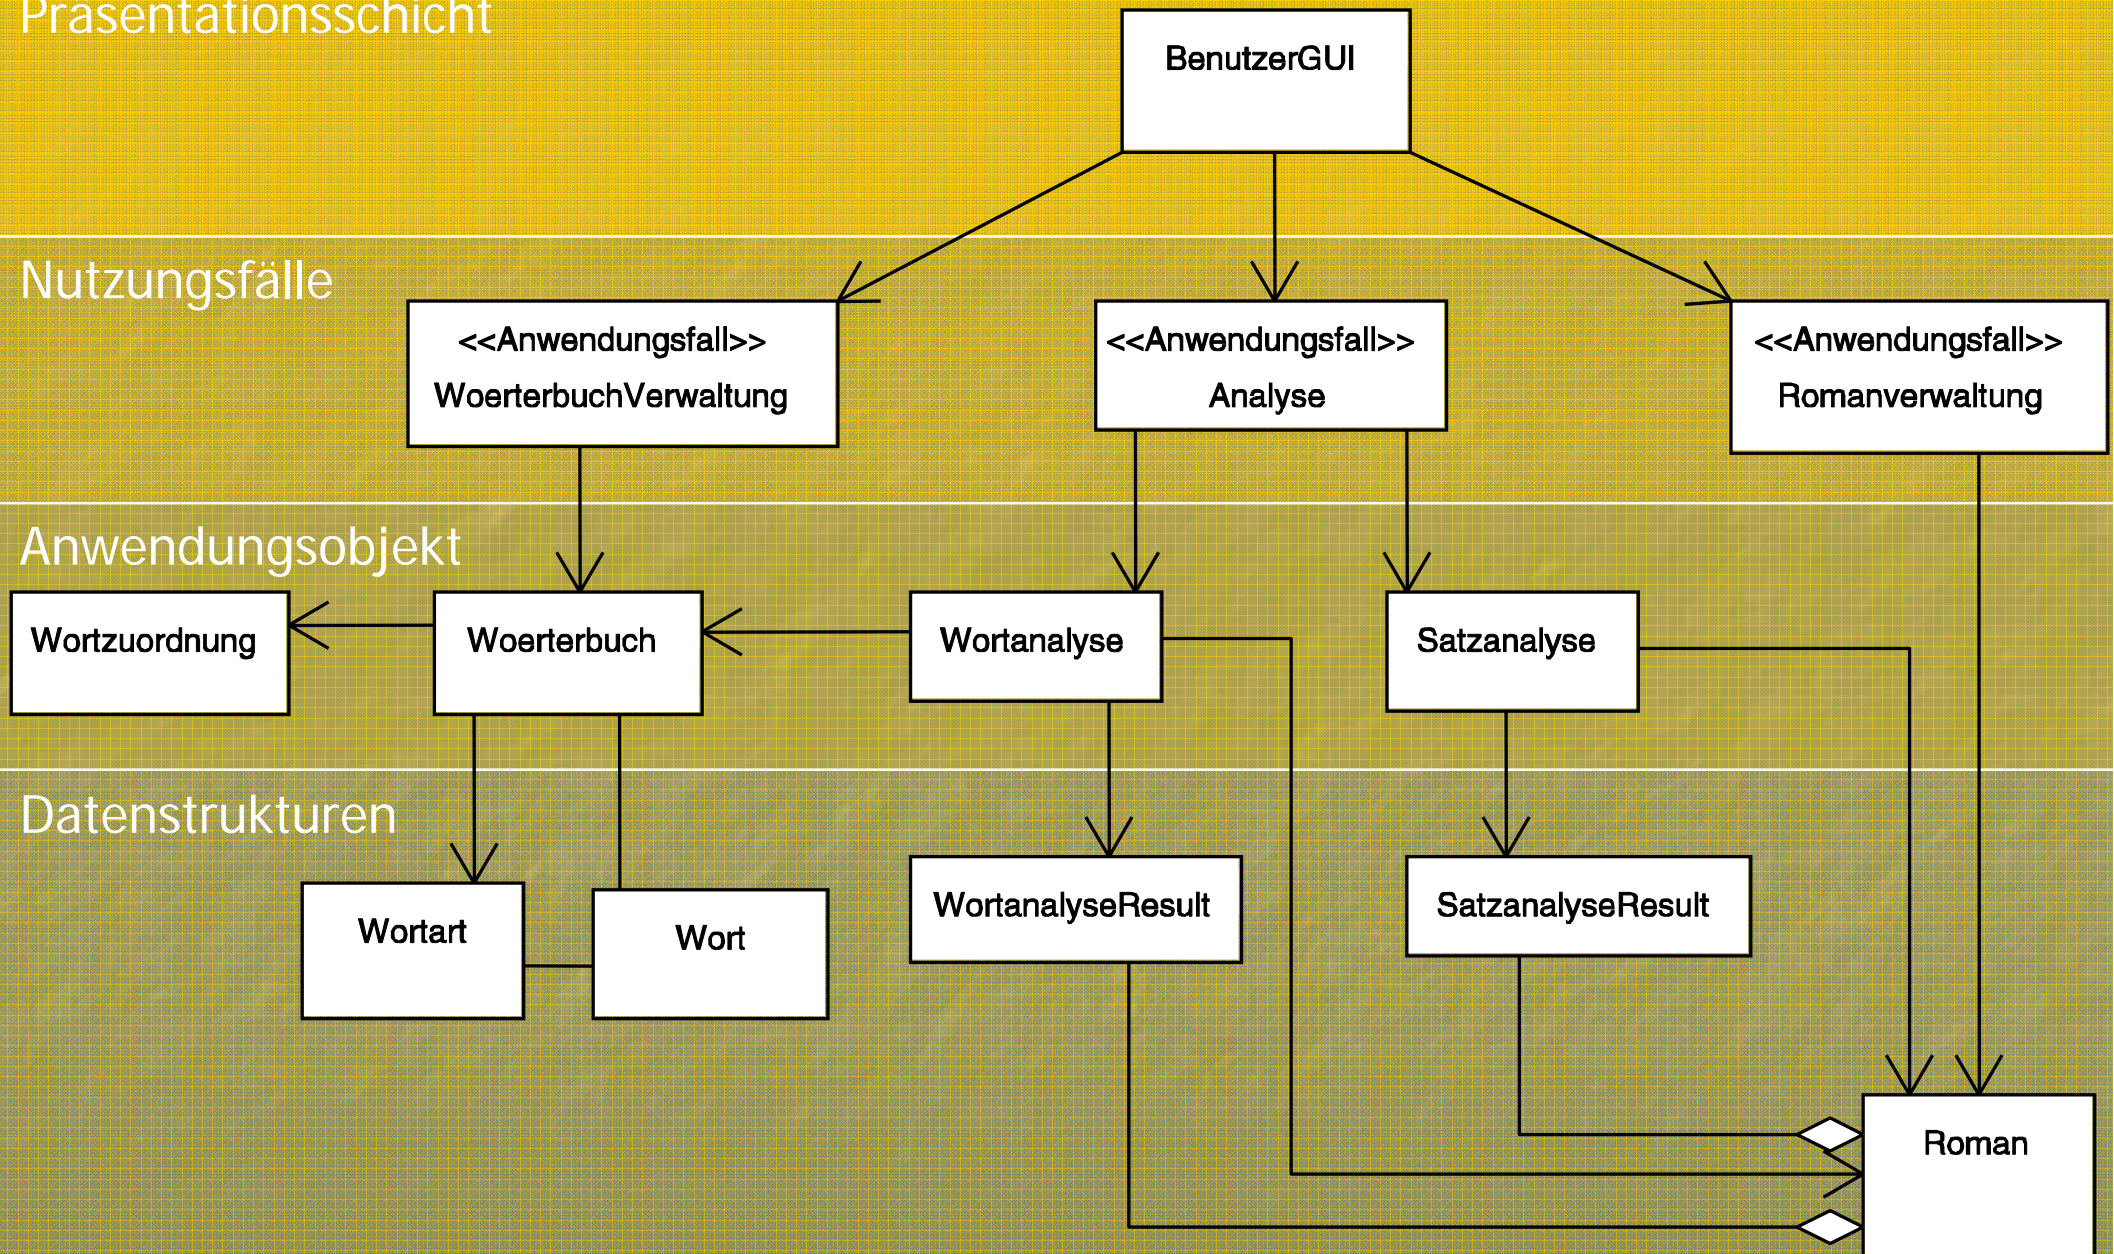 Präsentationsschicht
BenutzerGUI
Nutzungsfälle
<<Anwendungsfall>>
WoerterbuchVerwaltung
<<Anwendungsfall>>
Analyse
<<Anwendungsfall>>
Romanverwaltung
Anwendungsobjekt
Wortzuordnung
Woerterbuch
Wortanalyse
Satzanalyse
Datenstrukturen
Wortart
Wort
WortanalyseResult
SatzanalyseResult
Roman